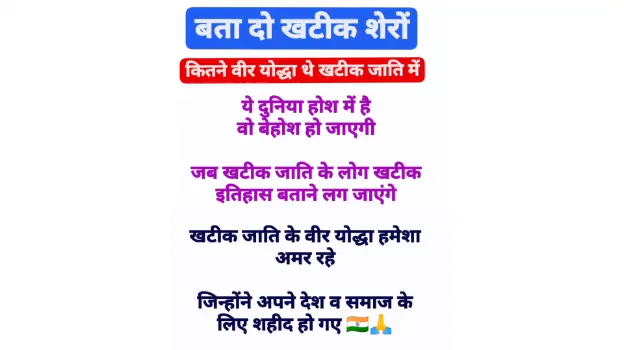 बता दो खटीक शेरों
कितने वीर योद्धा थे खटीक जाति में
ये दुनिया होश में है
वो बेहोश हो जाएगी
जब खटीक जाति के लोग खटीक
इतिहास बताने लग जाएंगे
खटीक जाति के वीर योद्धा हमेशा
अमर रहे
जिन्होंने अपने देश व समाज के
लिए शहीद हो गए 🇮🇳🙏